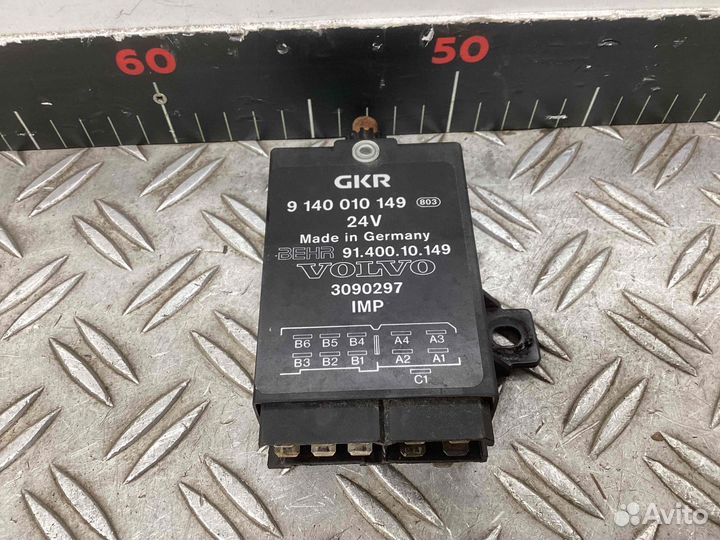 60
50
GKR
9 140 010 149 803
24V
Made in Germany
BEHR 91.400.10.149
VOLVO
3090297
IMP
B6 B5 B4 A4 A3
B3 B2 B1 A2 A1
C1
Avito